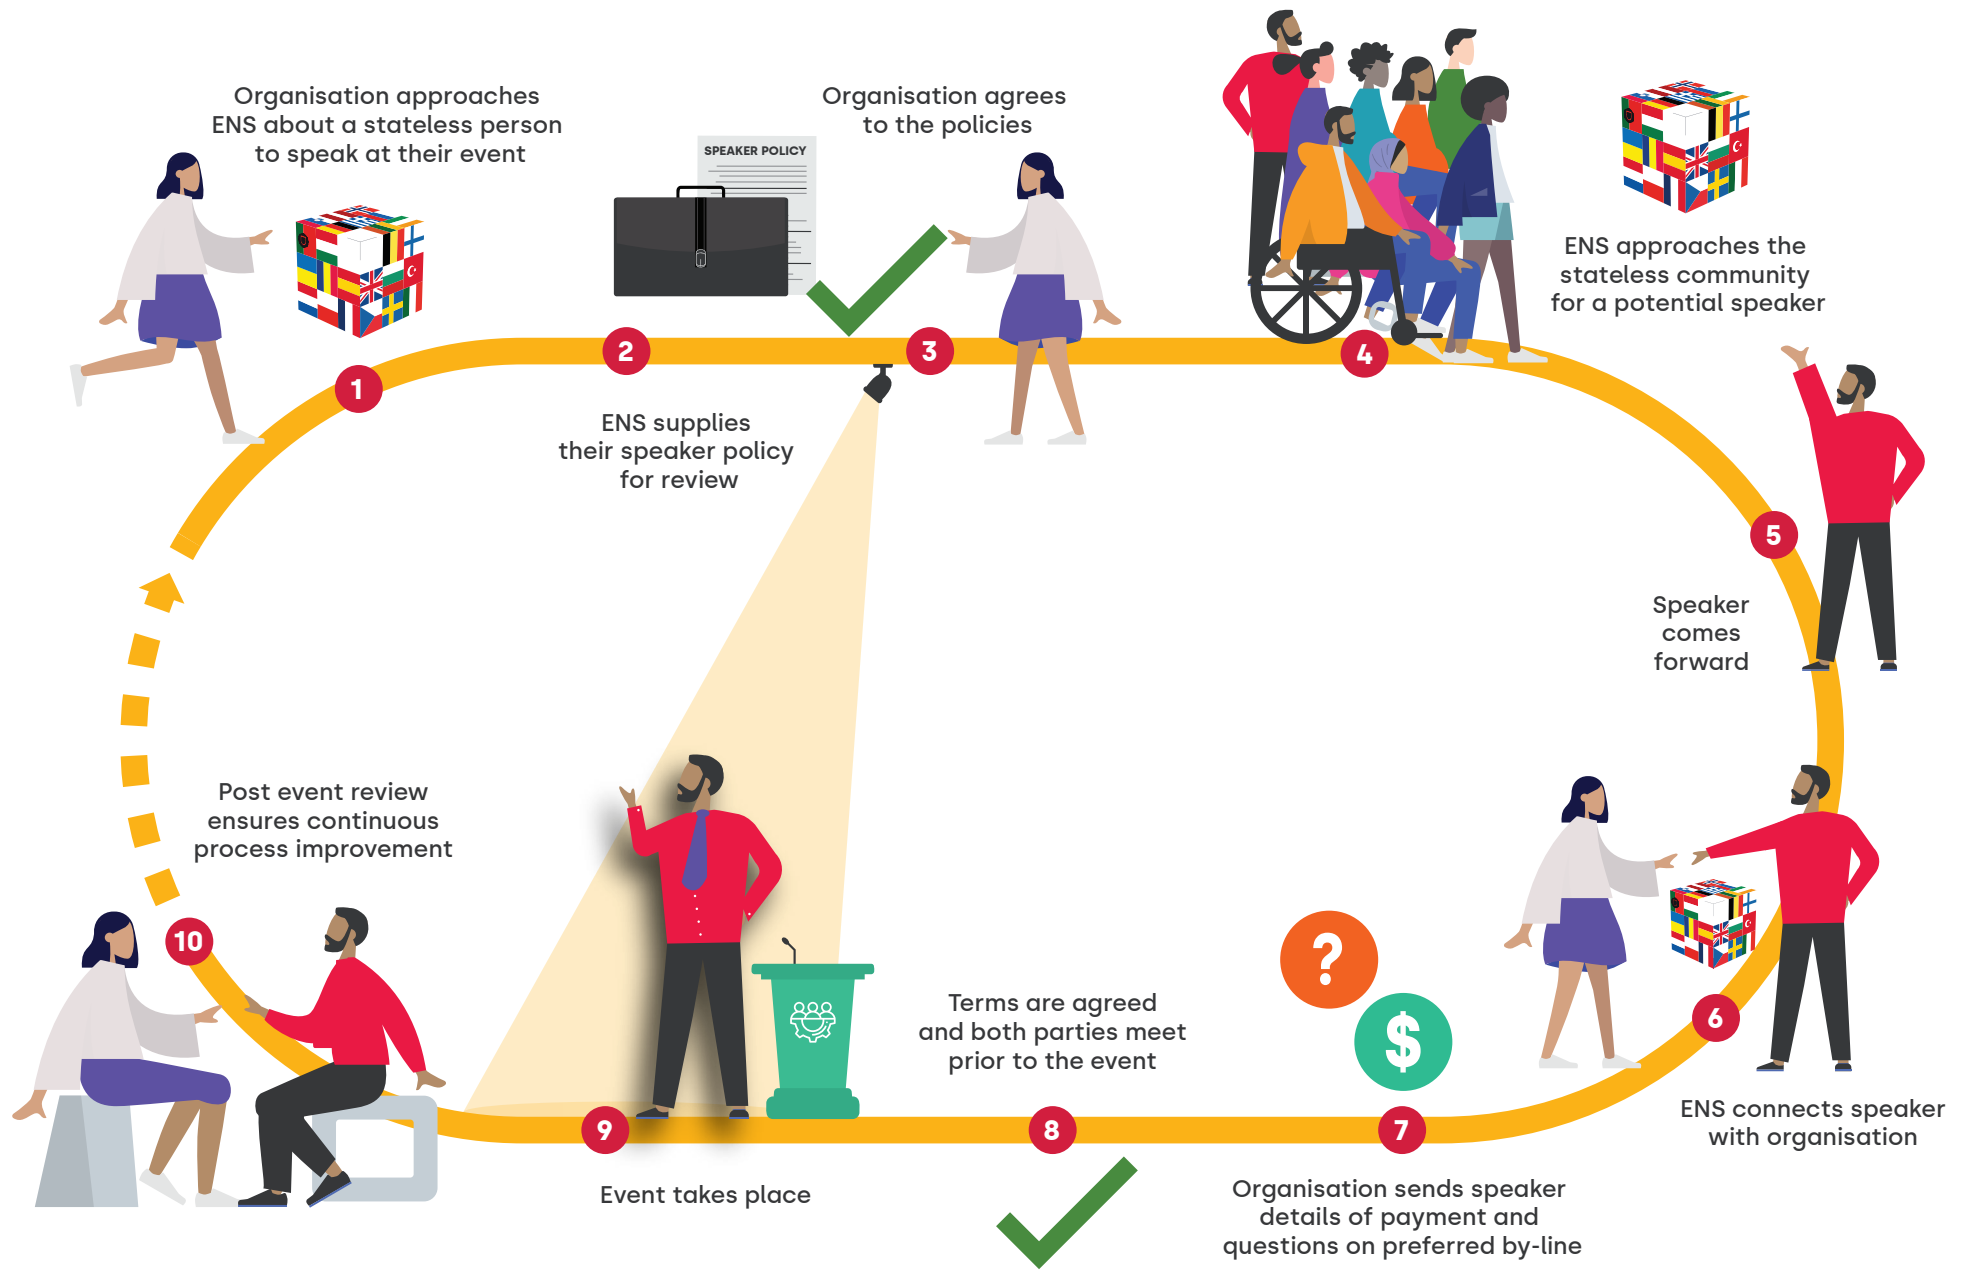 Organisation approaches
ENS about a stateless person
to speak at their event
1
SPEAKER POLICY
2
ENS supplies
their speaker policy
for review
Organisation agrees
to the policies
3
4
ENS approaches the
stateless community
for a potential speaker
5
Speaker
comes
forward
6
ENS connects speaker
with organisation
?
$
7
Organisation sends speaker
details of payment and
questions on preferred by-line
Terms are agreed
and both parties meet
prior to the event
8
9
Event takes place
Post event review
ensures continuous
process improvement
10